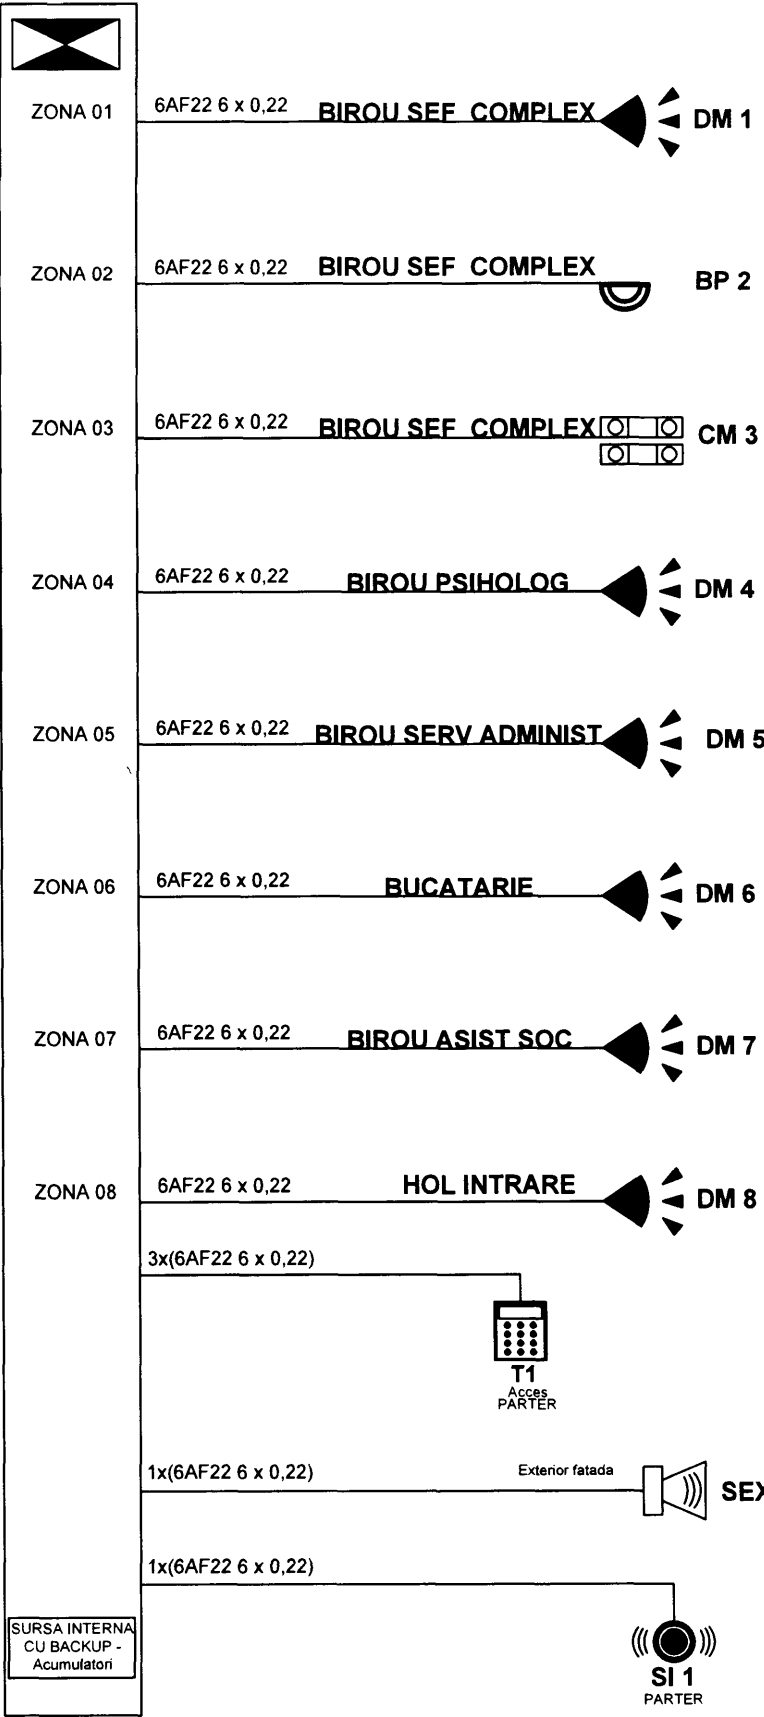 ZONA 01
6AF22 6 x 0,22
BIROU SEF COMPLEX
DM 1
ZONA 02
6AF22 6 x 0,22
BIROU SEF COMPLEX
BP 2
ZONA 03
6AF22 6 x 0,22
BIROU SEF COMPLEX
CM 3
ZONA 04
6AF22 6 x 0,22
BIROU PSIHOLOG
DM 4
ZONA 05
6AF22 6 x 0,22
BIROU SERV ADMINIST
DM 5
ZONA 06
6AF22 6 x 0,22
BUCATARIE
DM 6
ZONA 07
6AF22 6 x 0,22
BIROU ASIST SOC
DM 7
ZONA 08
6AF22 6 x 0,22
HOL INTRARE
DM 8
3x(6AF22 6 x 0,22)
T1
Acces
PARTER
1x(6AF22 6 x 0,22)
Exterior fatada
SEX
1x(6AF22 6 x 0,22)
SURSA INTERNA
CU BACKUP -
Acumulatori
SI 1
PARTER